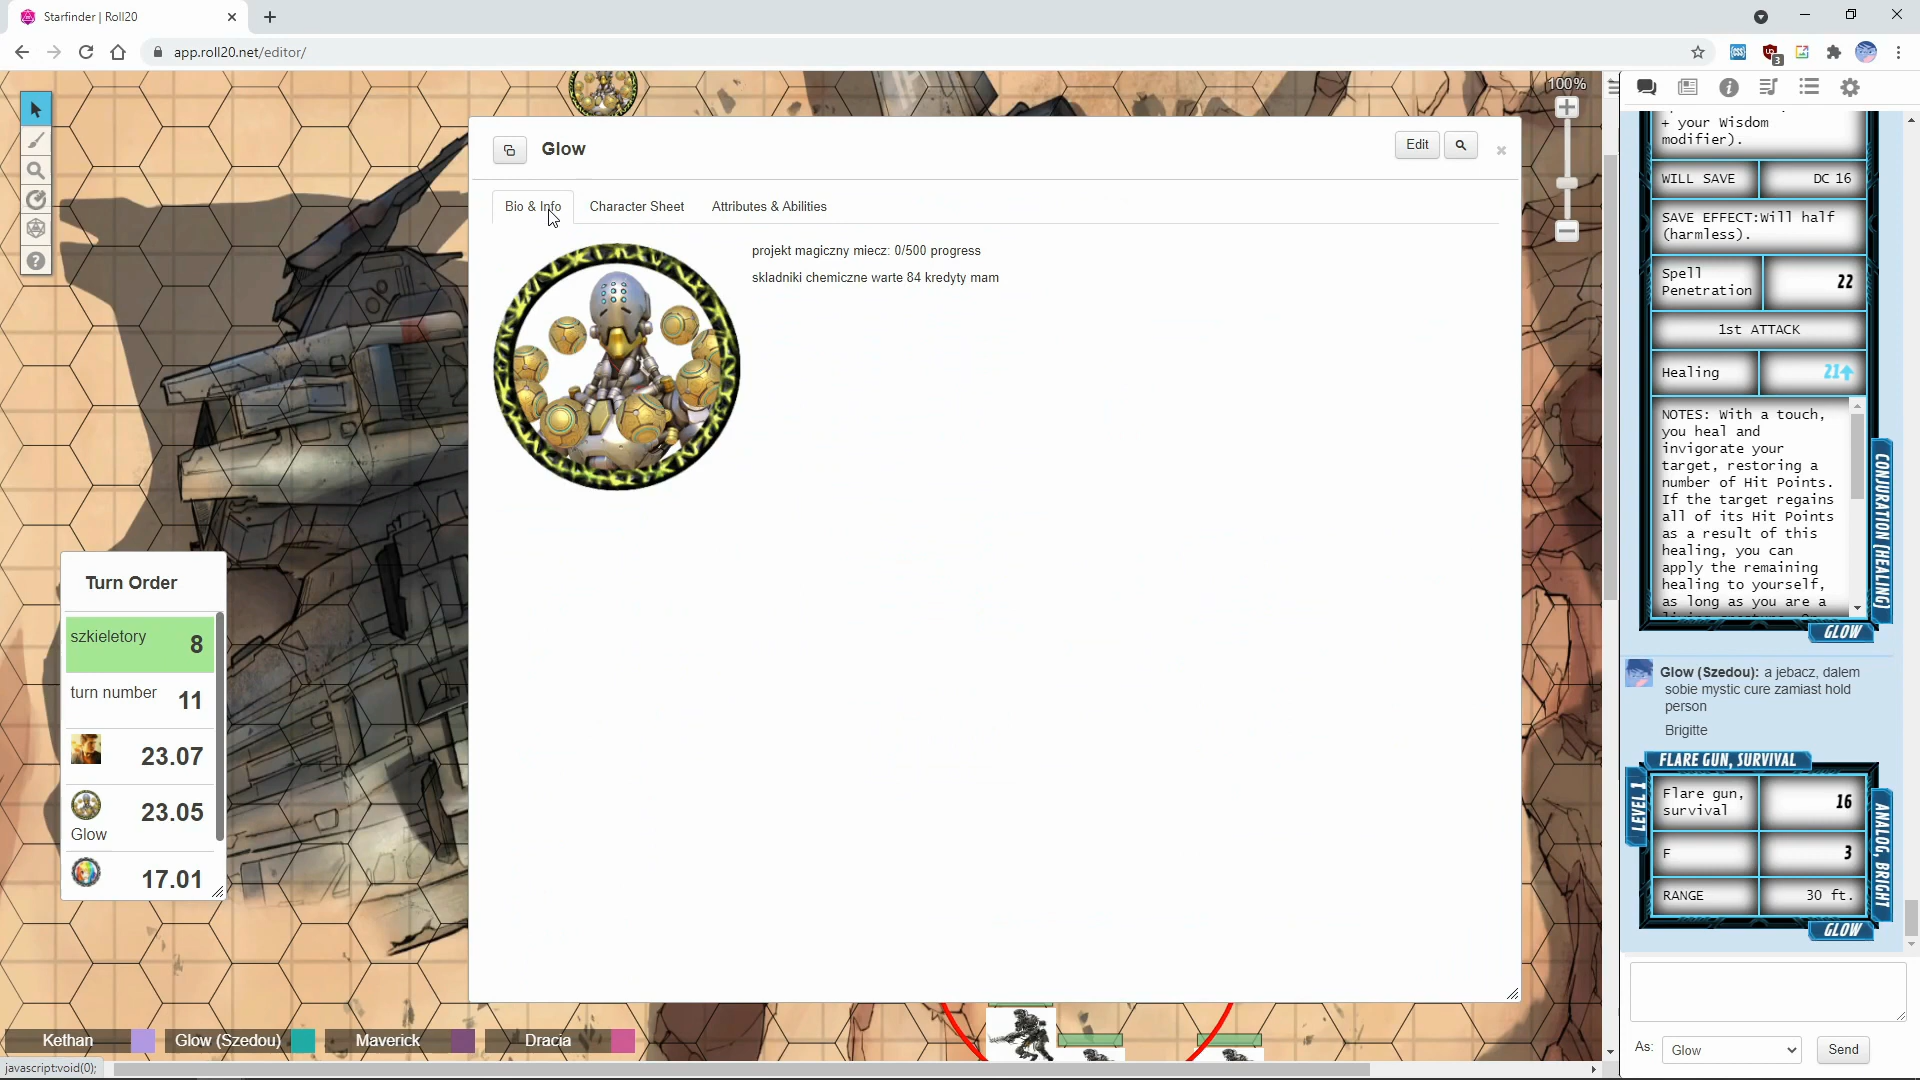 Starfinder | Roll20
app.roll20.net/editor/
3
100%
Glow
Edit
Bio & Info
Character Sheet
Attributes & Abilities
projekt magiczny miecz: 0/500 progress
skladniki chemiczne warte 84 kredyty mam
Turn Order
szkieletory 8
turn number 11
23.07
23.05
Glow
17.01
Kethan
Glow (Szedou)
Maverick
Dracia
javascript:void(0);
+ your Wisdom
modifier).
WILL SAVE DC 16
SAVE EFFECT:Will half
(harmless).
Spell
Penetration 22
1st ATTACK
Healing 21
NOTES: With a touch,
you heal and
invigorate your
target, restoring a
number of Hit Points.
If the target regains
all of its Hit Points
as a result of this
healing, you can
apply the remaining
healing to yourself,
as long as you are a
CONJURATION (HEALING)
GLOW
Glow (Szedou): a jebacz, dalem
sobie mystic cure zamiast hold
person
Brigitte
FLARE GUN, SURVIVAL
LEVEL 1
Flare gun,
survival 16
F 3
RANGE 30 ft.
ANALOG, BRIGHT
GLOW
As: Glow Send